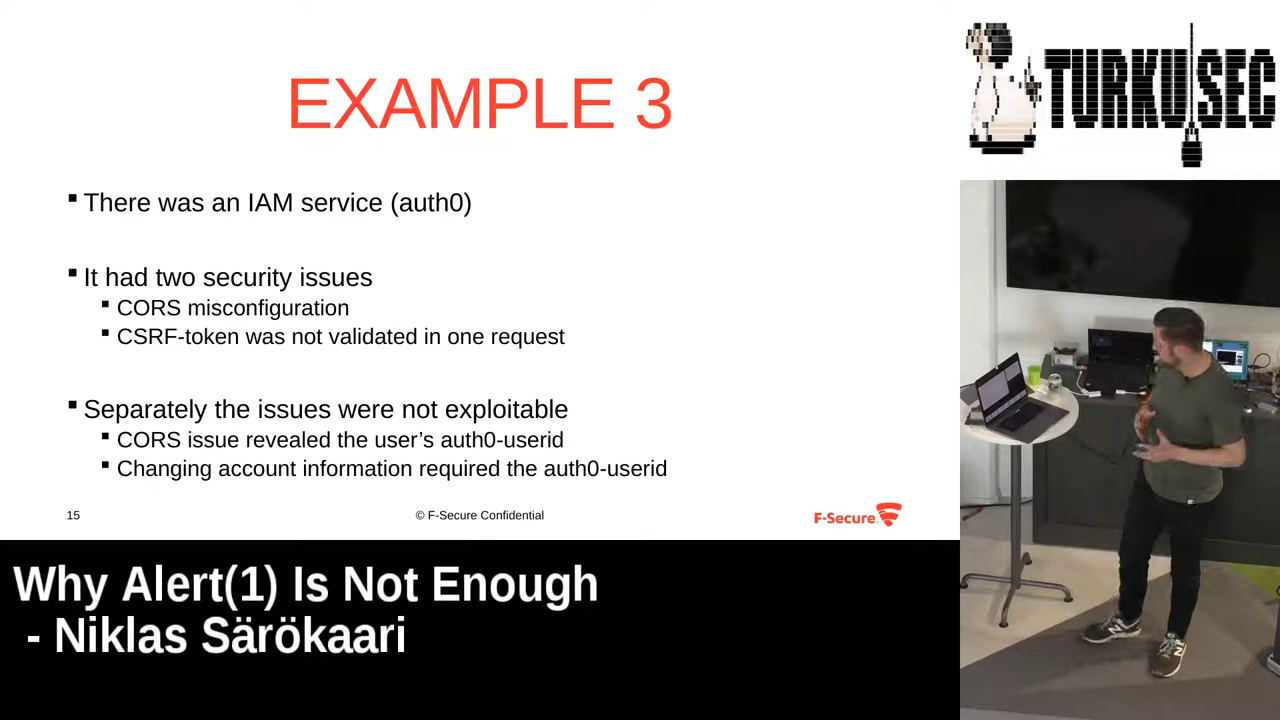 EXAMPLE 3
TURKUSEC
▪ There was an IAM service (auth0)
▪ It had two security issues
▪ CORS misconfiguration
▪ CSRF-token was not validated in one request
▪ Separately the issues were not exploitable
▪ CORS issue revealed the user’s auth0-userid
▪ Changing account information required the auth0-userid
15
© F-Secure Confidential
F-Secure
Why Alert(1) Is Not Enough
- Niklas Särökaari